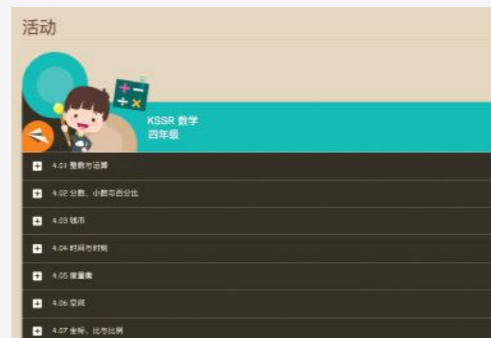 活动
KSSR 数学
四年级
4.01 整数与运算
4.02 分数、小数与百分比
4.03 钱币
4.04 时间与时刻
4.05 度量衡
4.06 空间
4.07 坐标、比与比例